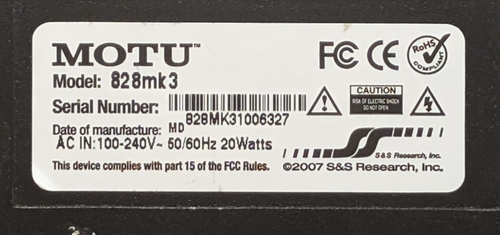 MOTU™
FC CE RoHS COMPLIANT
Model: 828mk3
Serial Number:
828MK31006327
CAUTION
RISK OF ELECTRIC SHOCK
DO NOT OPEN
Date of manufacture: MD
AC IN:100-240V~ 50/60Hz 20Watts
S&S Research, Inc.
This device complies with part 15 of the FCC Rules.
©2007 S&S Research, Inc.